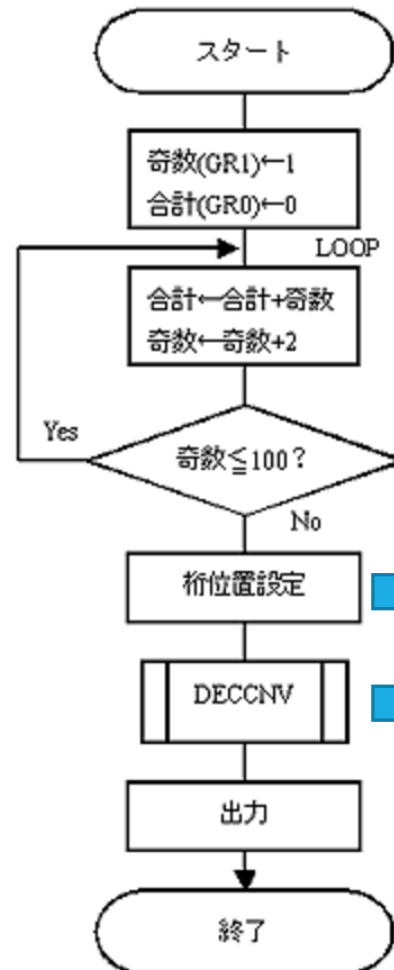 スタート
奇数(GR1)←1
合計(GR0)←0
LOOP
合計←合計+奇数
奇数←奇数+2
Yes
奇数≦100?
No
桁位置設定
DECCNV
出力
終了